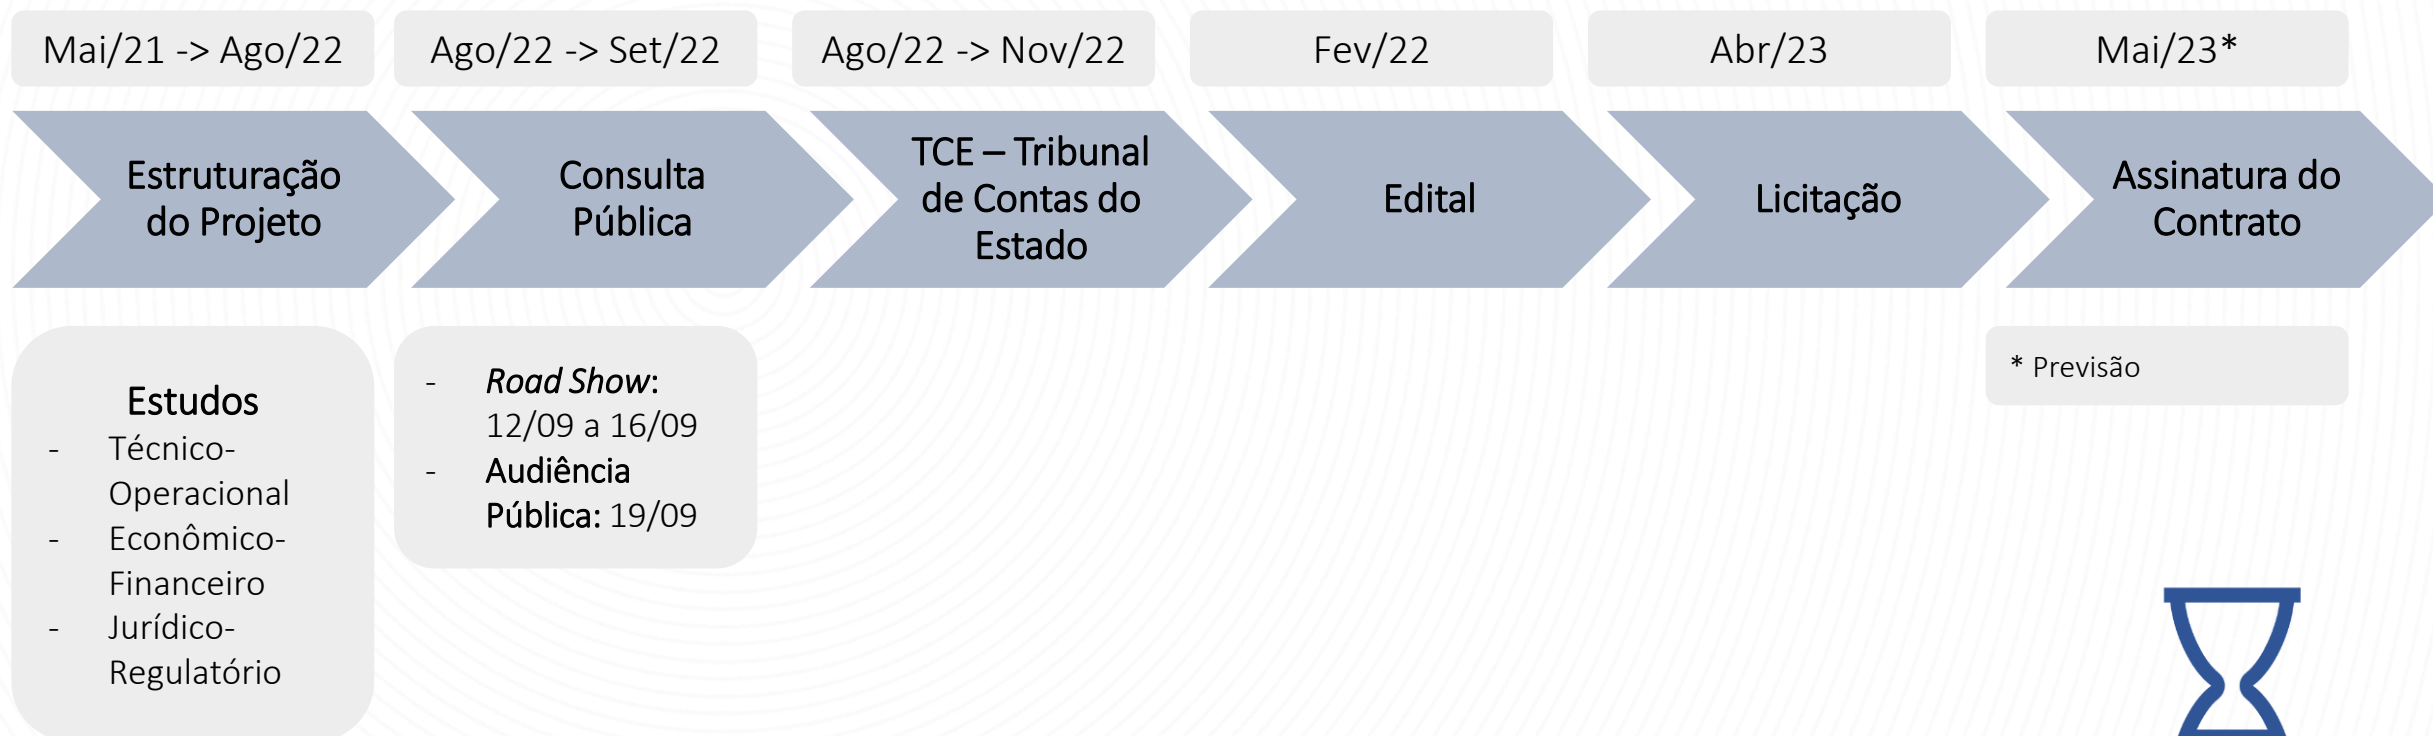 Mai/21 -> Ago/22
Ago/22 -> Set/22
Ago/22 -> Nov/22
Fev/22
Abr/23
Mai/23*
Estruturação
do Projeto
Consulta
Pública
TCE – Tribunal
de Contas do
Estado
Edital
Licitação
Assinatura do
Contrato
Estudos
- Técnico-
Operacional
- Econômico-
Financeiro
- Jurídico-
Regulatório
- Road Show:
12/09 a 16/09
- Audiência
Pública: 19/09
* Previsão